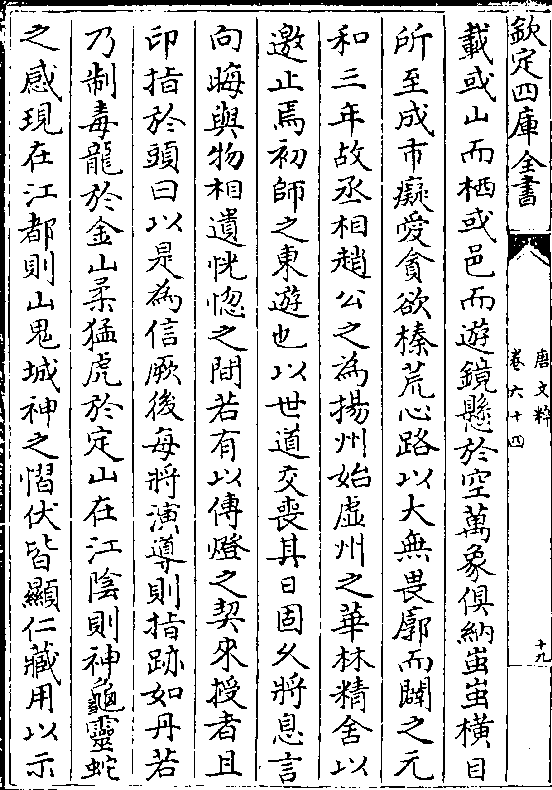 欽定四庫全書
唐文粹
卷六十四
十九
載或山而栖或邑而遊鏡懸於空萬象俱納蚩蚩橫目
所至成市癡愛貪欲榛荒心路以大無畏廓而闢之元
和三年故丞相趙公之為揚州始虛州之華林精舍以
邀止焉初師之東遊也以世道交喪其日固久將息言
向晦與物相遺恍惚之間若有以傳燈之契來授者且
印指於頭曰以是為信厥後每將演導則指跡如丹若
乃制毒龍於金山柔猛虎於定山在江陰則神龜靈蛇
之感現在江都則山鬼城神之慴伏皆顯仁藏用以示